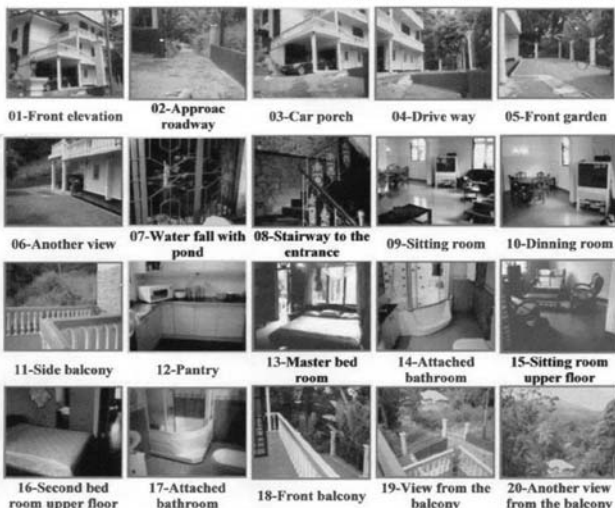 01-Front elevation
02-Approac
roadway
03-Car porch
04-Drive way
05-Front garden
06-Another view
07-Water fall with
pond
08-Stairway to the
entrance
09-Sitting room
10-Dinning room
11-Side balcony
12-Pantry
13-Master bed
room
14-Attached
bathroom
15-Sitting room
upper floor
16-Second bed
room upper floor
17-Attached
bathroom
18-Front balcony
19-View from the
balcony
20-Another view
from the balcony